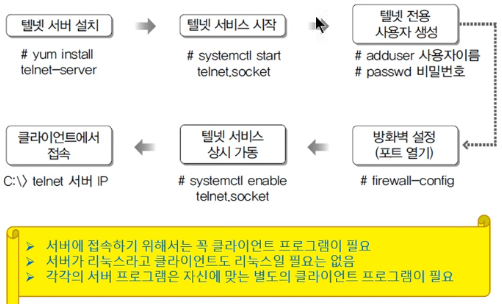 텔넷 서버 설치
# yum install
telnet-server
텔넷 서비스 시작
# systemctl start
telnet.socket
텔넷 전용
사용자 생성
# adduser 사용자이름
# passwd 비밀번호
방화벽 설정
(포트 열기)
# firewall-config
텔넷 서비스
상시 가동
# systemctl enable
telnet.socket
클라이언트에서
접속
C:\> telnet 서버 IP
➢ 서버에 접속하기 위해서는 꼭 클라이언트 프로그램이 필요
➢ 서버가 리눅스라고 클라이언트도 리눅스일 필요는 없음
➢ 각각의 서버 프로그램은 자신에 맞는 별도의 클라이언트 프로그램이 필요